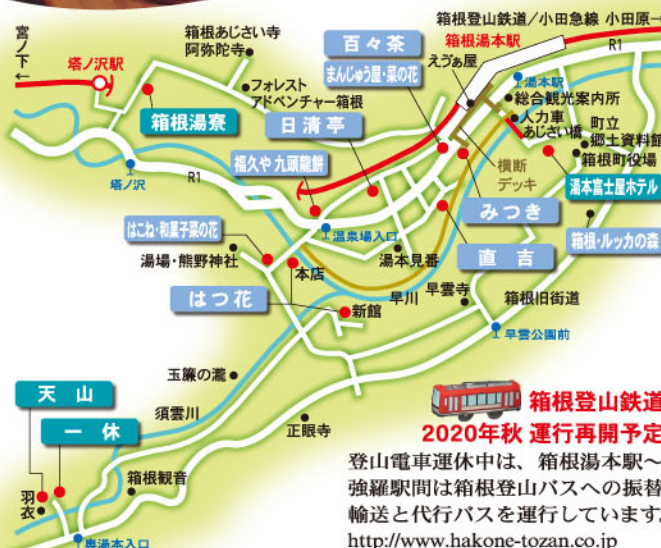 箱根登山鉄道/小田急線 小田原→
箱根湯本駅
R1
宮ノ下
←
塔ノ沢駅
箱根あじさい寺
阿弥陀寺
フォレスト
アドベンチャー箱根
百々茶
まんじゅう屋・菜の花
えゔぁ屋
湯本駅
総合観光案内所
人力車
あじさい橋
町立
郷土資料館
箱根町役場
箱根湯寮
日清亭
福久や 九頭龍餅
横断
デッキ
湯本富士屋ホテル
塔ノ沢
R1
みつき
箱根・ルッカの森
はこね・和菓子菜の花
温泉場入口
湯本見番
直吉
湯場・熊野神社
本店
はつ花
新館
早川
早雲寺
箱根旧街道
早雲公園前
玉簾の瀧
須雲川
正眼寺
天山
一休
羽衣
箱根観音
奥湯本入口
箱根登山鉄道
2020年秋 運行再開予定
登山電車運休中は、箱根湯本駅〜
強羅駅間は箱根登山バスへの振替
輸送と代行バスを運行しています。
http://www.hakone-tozan.co.jp